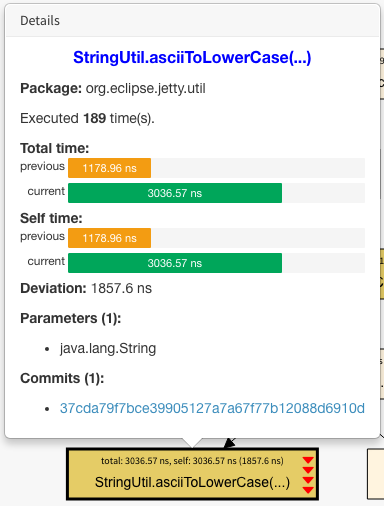 Details
StringUtil.asciiToLowerCase(...)
Package: org.eclipse.jetty.util
Executed 189 time(s).
Total time:
previous 1178.96 ns
current 3036.57 ns
Self time:
previous 1178.96 ns
current 3036.57 ns
Deviation: 1857.6 ns
Parameters (1):
• java.lang.String
Commits (1):
• 37cda79f7bce39905127a7a67f77b12088d6910d
total: 3036.57 ns, self: 3036.57 ns (1857.6 ns)
StringUtil.asciiToLowerCase(...)